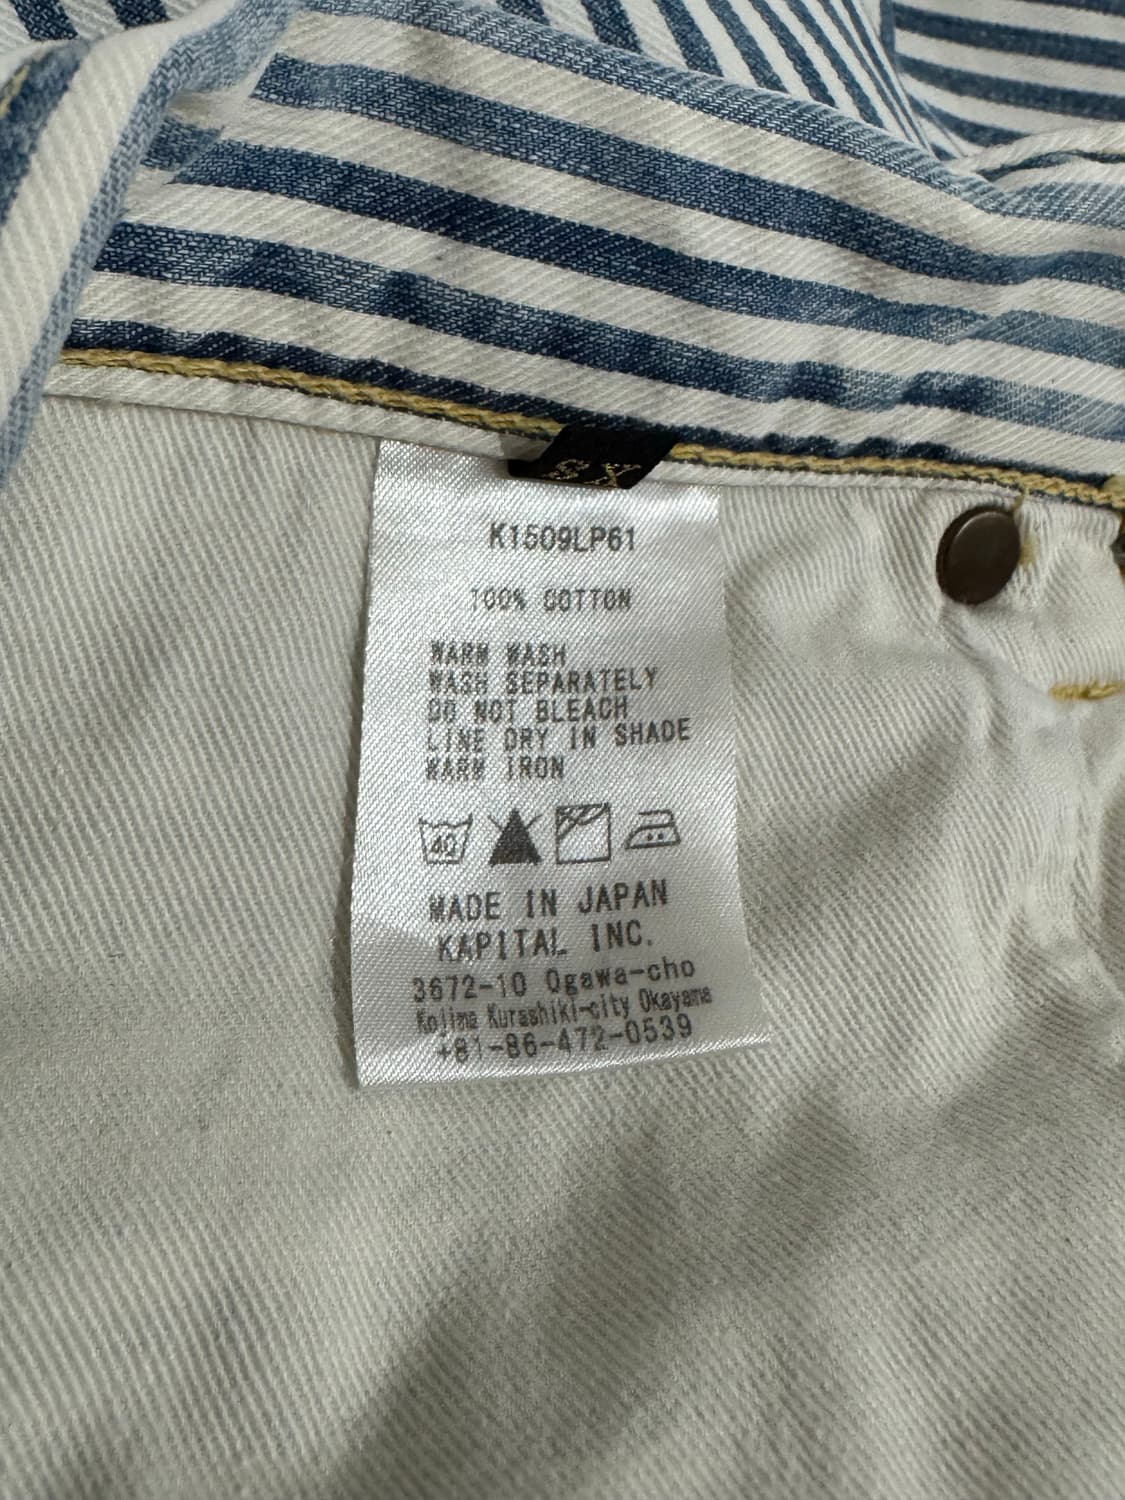 K1509LP61
100% COTTON
WARM WASH
WASH SEPARATELY
DO NOT BLEACH
LINE DRY IN SHADE
WARM IRON
40
MADE IN JAPAN
KAPITAL INC.
3672-10 Ogawa-cho
Kojima Kurashiki-city Okayama
+81-86-472-0539